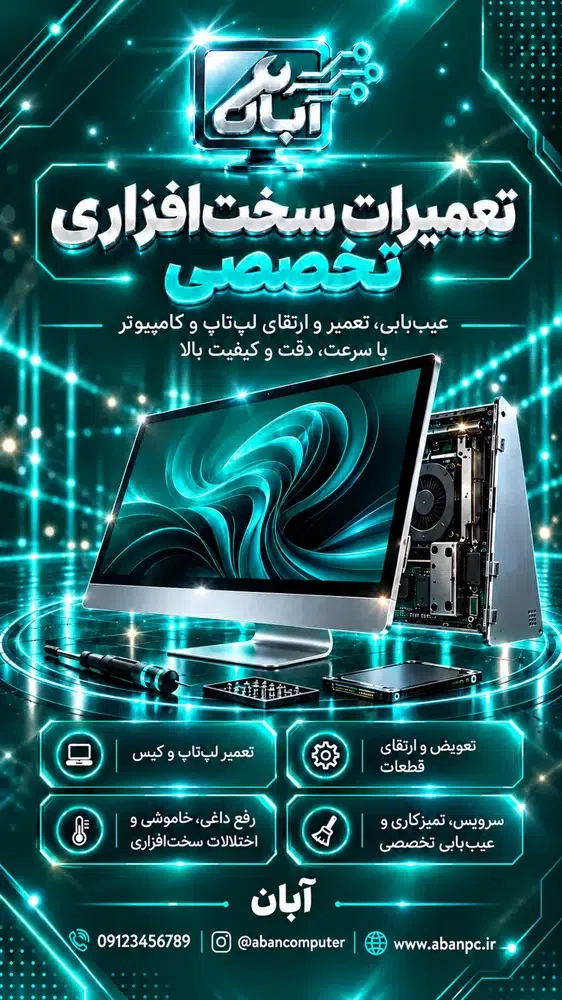 آبان
تعمیرات سخت‌افزاری
تخصصی
عیب‌یابی، تعمیر و ارتقای لپ‌تاپ و کامپیوتر
با سرعت، دقت و کیفیت بالا
تعویض و ارتقای
قطعات
تعمیر لپ‌تاپ و کیس
سرویس، تمیزکاری و
عیب‌یابی تخصصی
رفع داغی، خاموشی و
اختلالات سخت‌افزاری
آبان
09123456789
@abancomputer
www.abanpc.ir